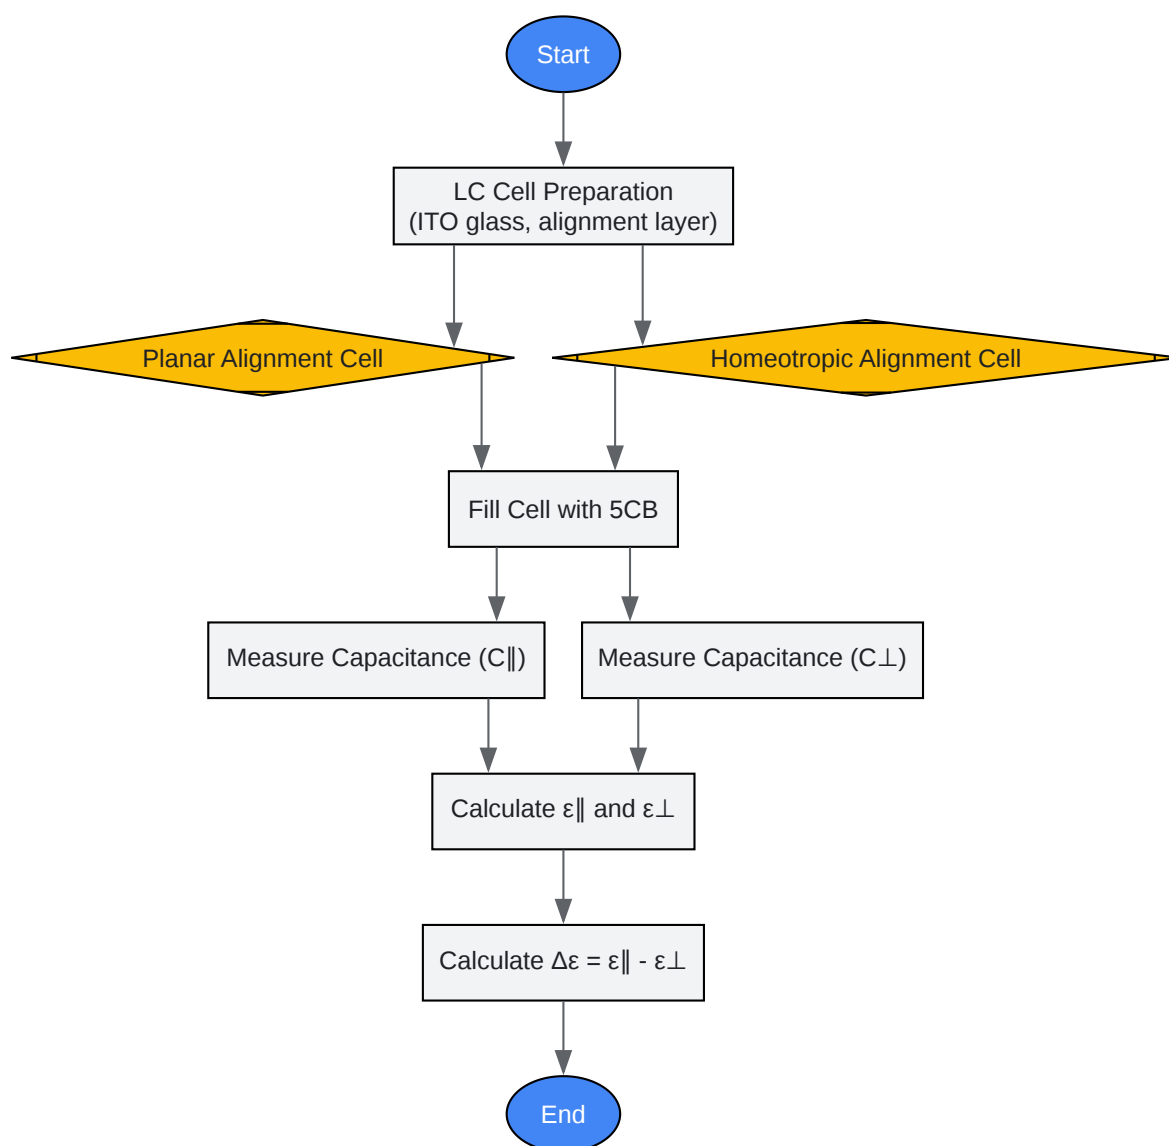 Start
LC Cell Preparation
(ITO glass, alignment layer)
Planar Alignment Cell
Homeotropic Alignment Cell
Fill Cell with 5CB
Measure Capacitance (C∥)
Measure Capacitance (C⊥)
Calculate ε∥ and ε⊥
Calculate Δε = ε∥ - ε⊥
End